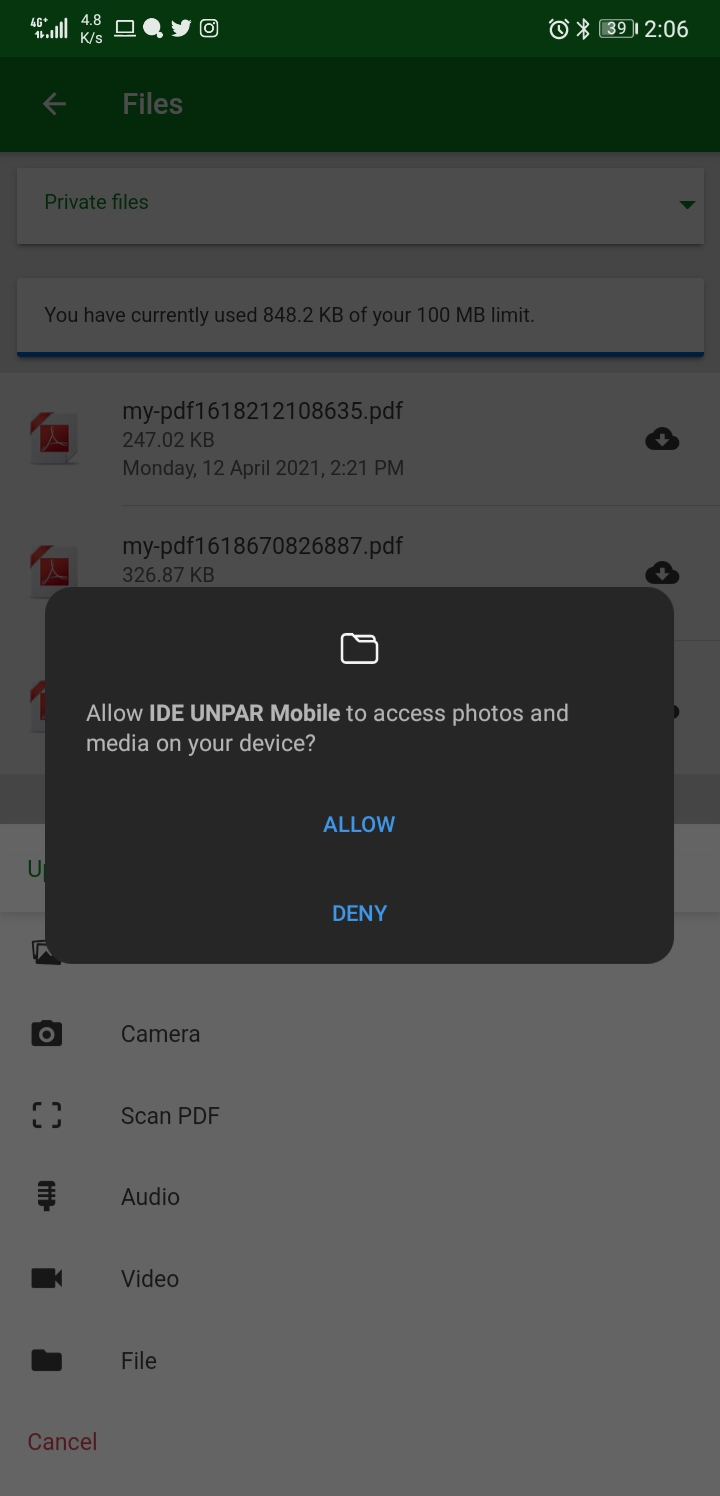 4G+
4.8
K/s
39
2:06
Files
Private files
You have currently used 848.2 KB of your 100 MB limit.
my-pdf1618212108635.pdf
247.02 KB
Monday, 12 April 2021, 2:21 PM
my-pdf1618670826887.pdf
326.87 KB
Allow IDE UNPAR Mobile to access photos and
media on your device?
ALLOW
DENY
Camera
Scan PDF
Audio
Video
File
Cancel